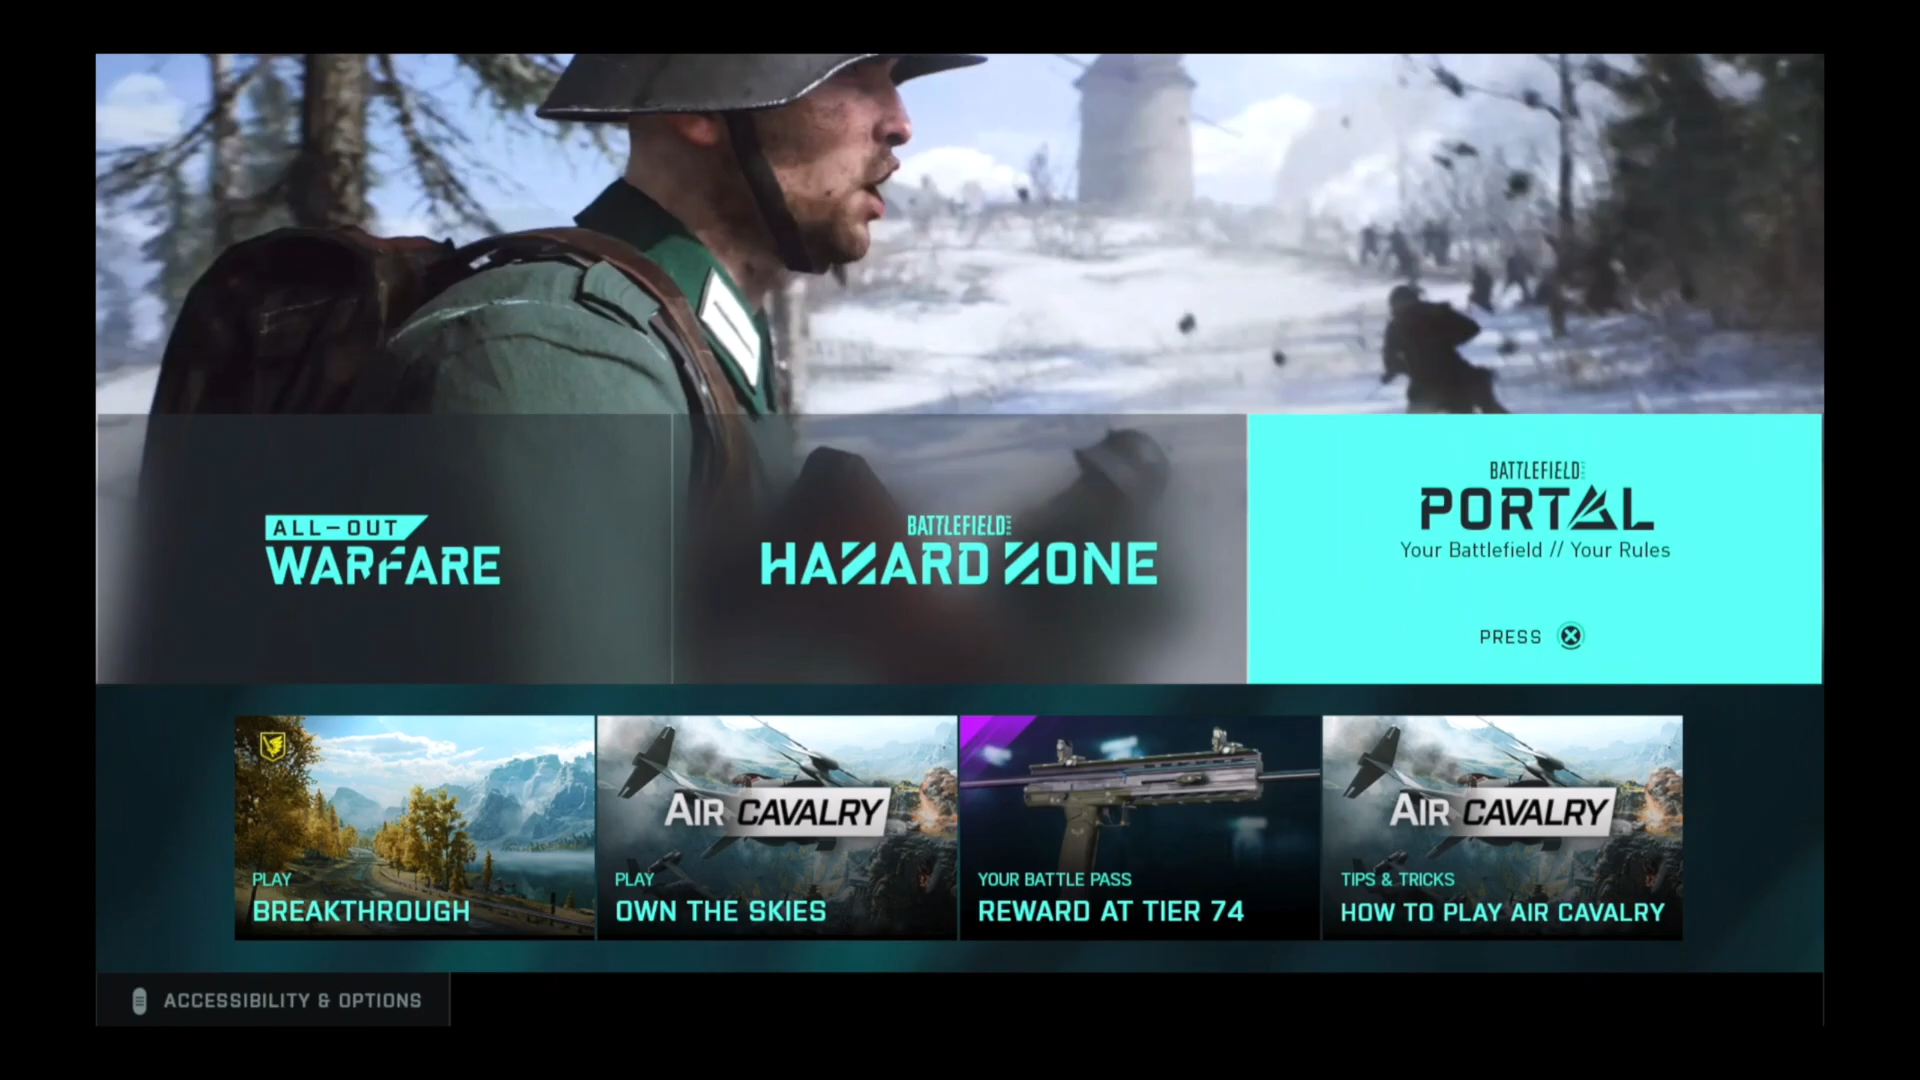 ALL-OUT
WARFARE
BATTLEFIELD
HAZARD ZONE
BATTLEFIELD
PORTAL
Your Battlefield // Your Rules
PRESS
AIR CAVALRY
AIR CAVALRY
PLAY
BREAKTHROUGH
PLAY
OWN THE SKIES
YOUR BATTLE PASS
REWARD AT TIER 74
TIPS & TRICKS
HOW TO PLAY AIR CAVALRY
ACCESSIBILITY & OPTIONS